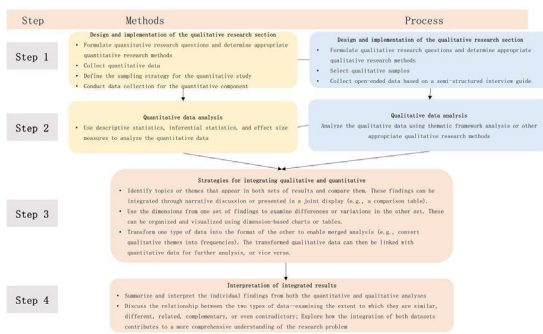 Step
Methods
Process
Step 1
Design and implementation of the qualitative research section
• Formulate quantitative research questions and determine appropriate
quantitative research methods
• Collect quantitative data
• Define the sampling strategy for the quantitative study
• Conduct data collection for the quantitative component
Design and implementation of the qualitative research section
• Formulate qualitative research questions and determine appropriate
qualitative research methods
• Select qualitative samples
• Collect open-ended data based on a semi-structured interview guide
Step 2
Quantitative data analysis
• Use descriptive statistics, inferential statistics, and effect size
measures to analyze the quantitative data
Qualitative data analysis
Analyze the qualitative data using thematic framework analysis or other
appropriate qualitative research methods
Step 3
Strategies for integrating qualitative and quantitative
• Identify topics or themes that appear in both sets of results and compare them. These findings can be
integrated through narrative discussion or presented in a joint display (e.g., a comparison table).
• Use the dimensions from one set of findings to examine differences or variations in the other set. These
can be organized and visualized using dimension-based charts or tables.
• Transform one type of data into the format of the other to enable merged analysis (e.g., convert
qualitative themes into frequencies). The transformed qualitative data can then be linked with
quantitative data for further analysis, or vice versa.
Step 4
Interpretation of integrated results
• Summarize and interpret the individual findings from both the quantitative and qualitative analyses
• Discuss the relationship between the two types of data—examining the extent to which they are similar,
different, related, complementary, or even contradictory; Explore how the integration of both datasets
contributes to a more comprehensive understanding of the research problem